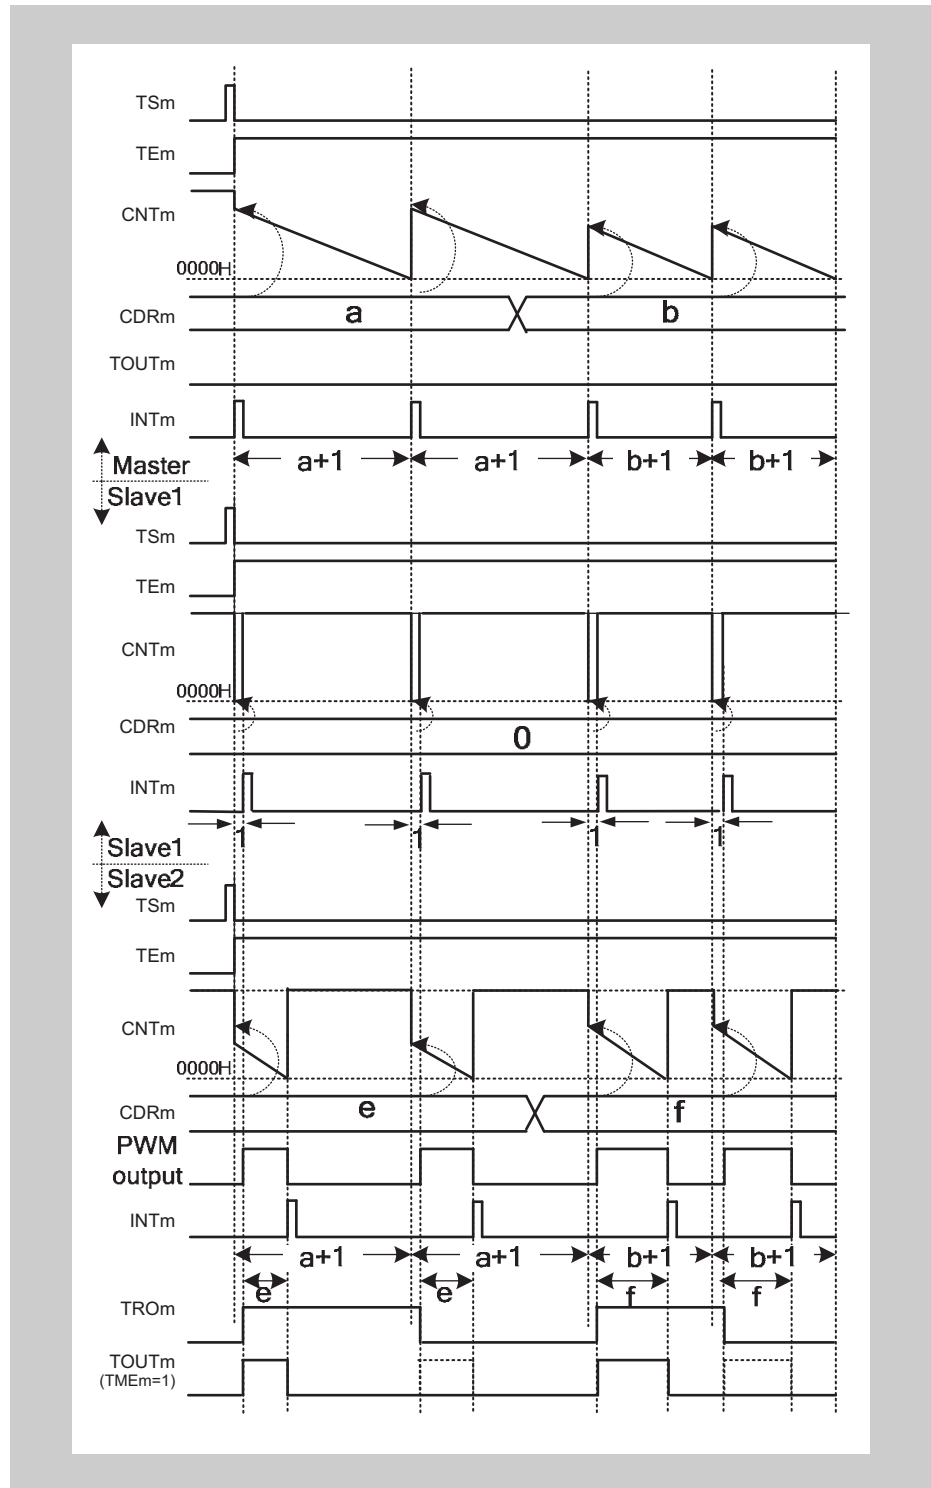 TSm
TEm
CNTm
0000H
CDRm
a
b
TOUTm
INTm
a+1 a+1 b+1 b+1
Master
Slave1
TSm
TEm
CNTm
0000H
CDRm
0
INTm
1 1 1 1
Slave1
Slave2
TSm
TEm
CNTm
0000H
CDRm
e
f
PWM
output
INTm
a+1 a+1 b+1 b+1
e e f f
TROm
TOUTm
(TMEm=1)